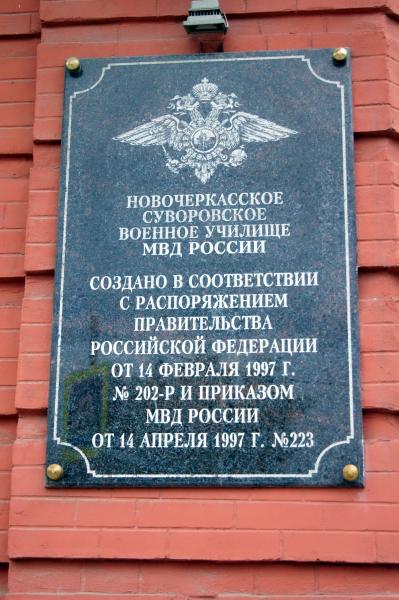 НОВОЧЕРКАССКОЕ
СУВОРОВСКОЕ
ВОЕННОЕ УЧИЛИЩЕ
МВД РОССИИ
СОЗДАНО В СООТВЕТСТВИИ
С РАСПОРЯЖЕНИЕМ
ПРАВИТЕЛЬСТВА
РОССИЙСКОЙ ФЕДЕРАЦИИ
ОТ 14 ФЕВРАЛЯ 1997 Г.
№ 202-Р И ПРИКАЗОМ
МВД РОССИИ
ОТ 14 АПРЕЛЯ 1997 Г. №223